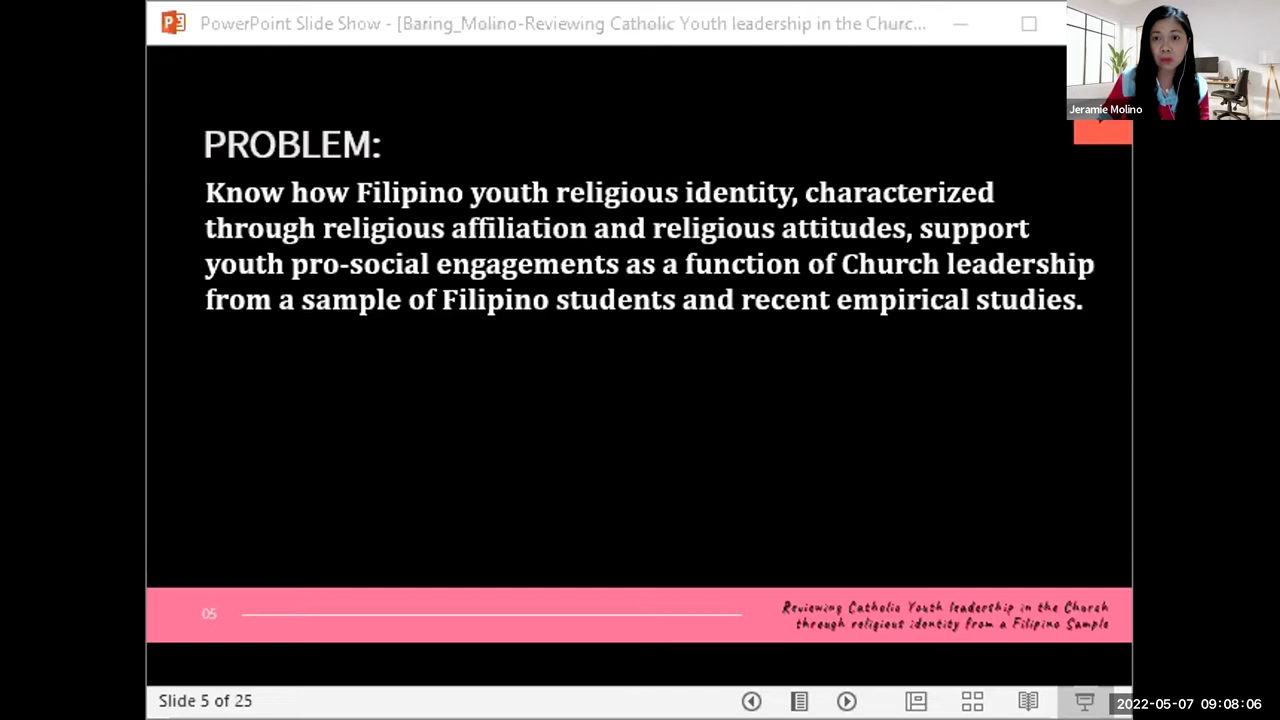 PowerPoint Slide Show - [Baring_Molino-Reviewing Catholic Youth leadership in the Churc...
Jeramie Molino
PROBLEM:
Know how Filipino youth religious identity, characterized
through religious affiliation and religious attitudes, support
youth pro-social engagements as a function of Church leadership
from a sample of Filipino students and recent empirical studies.
05
Reviewing Catholic Youth leadership in the Church
through religious identity from a Filipino Sample
Slide 5 of 25
2022-05-07 09:08:06